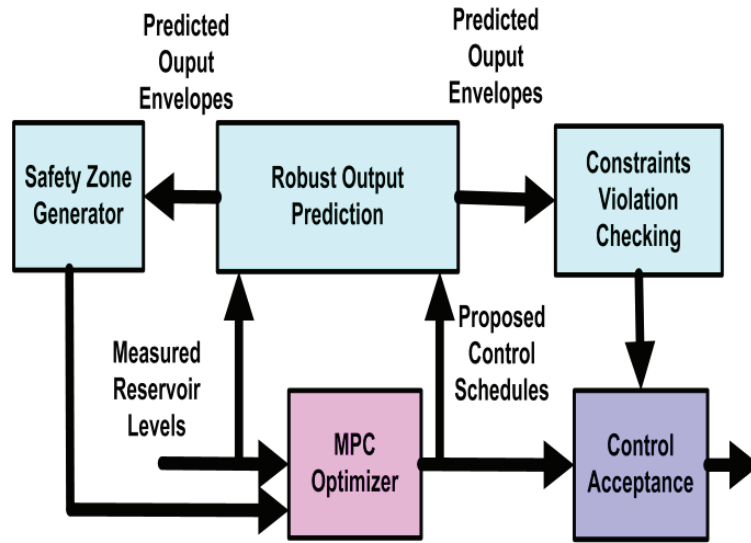 Predicted
Ouput
Envelopes
Predicted
Ouput
Envelopes
Safety Zone
Generator
Robust Output
Prediction
Constraints
Violation
Checking
Measured
Reservoir
Levels
Proposed
Control
Schedules
MPC
Optimizer
Control
Acceptance